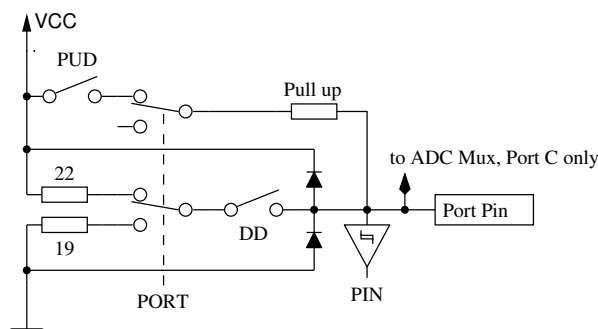 VCC
PUD
Pull up
to ADC Mux, Port C only
22
Port Pin
19
DD
PIN
PORT